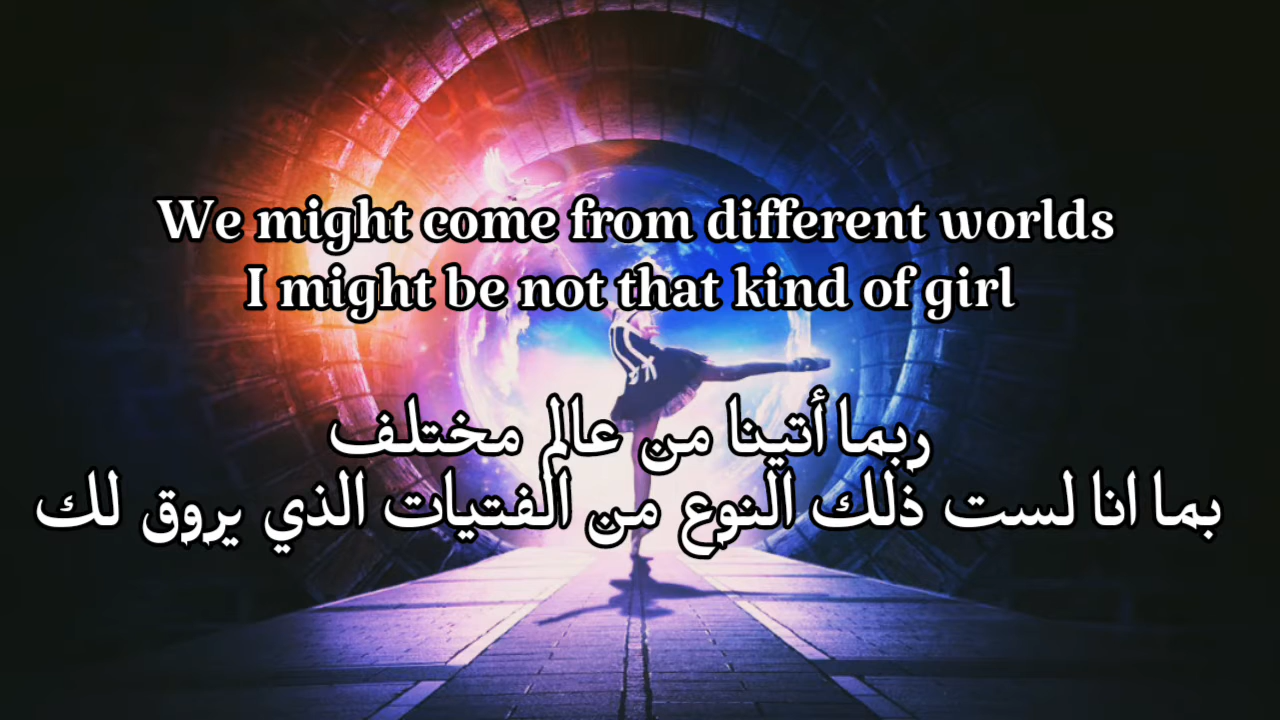 We might come from different worlds
I might be not that kind of girl
ربما أتينا من عالم مختلف
بما انا لست ذلك النوع من الفتيات الذي يروق لك